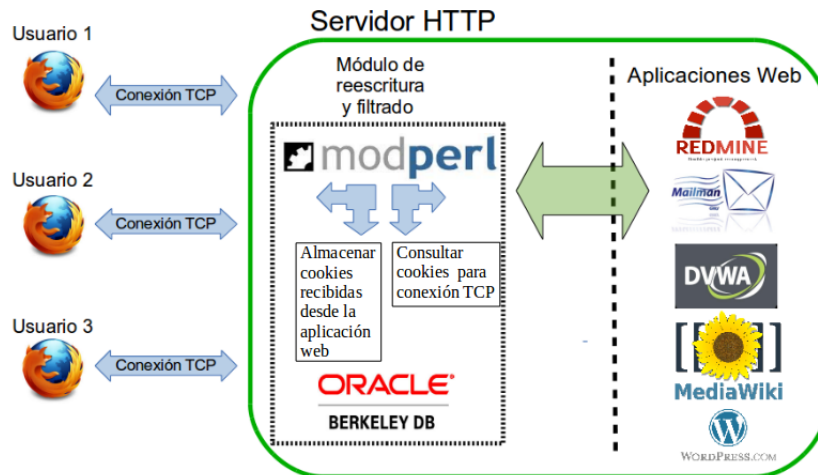 Servidor HTTP
Usuario 1
Conexión TCP
Usuario 2
Conexión TCP
Usuario 3
Conexión TCP
Módulo de
reescritura
y filtrado
modperl
Almacenar
cookies
recibidas
desde la
aplicación
web
Consultar
cookies para
conexión TCP
ORACLE®
BERKELEY DB
Aplicaciones Web
REDMINE
Mailman
DVWA
[[ ]]
MediaWiki
W
WORDPRESS.COM